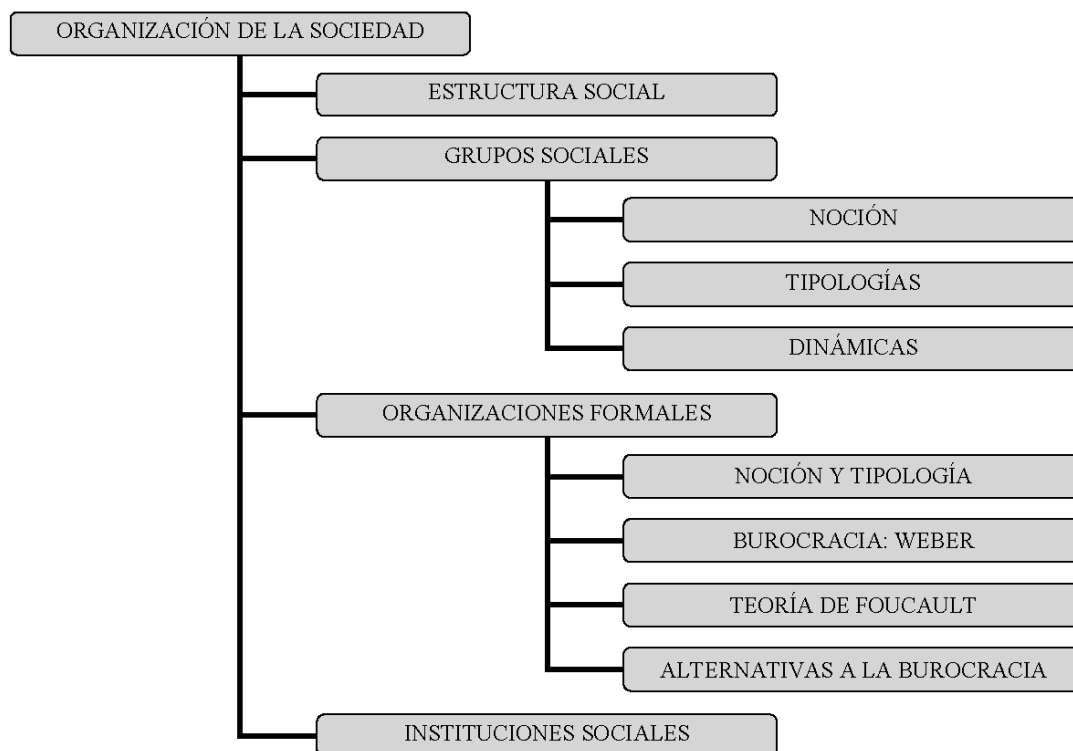 ORGANIZACIÓN DE LA SOCIEDAD
ESTRUCTURA SOCIAL
GRUPOS SOCIALES
NOCIÓN
TIPOLOGÍAS
DINÁMICAS
ORGANIZACIONES FORMALES
NOCIÓN Y TIPOLOGÍA
BUROCRACIA: WEBER
TEORÍA DE FOUCAULT
ALTERNATIVAS A LA BUROCRACIA
INSTITUCIONES SOCIALES